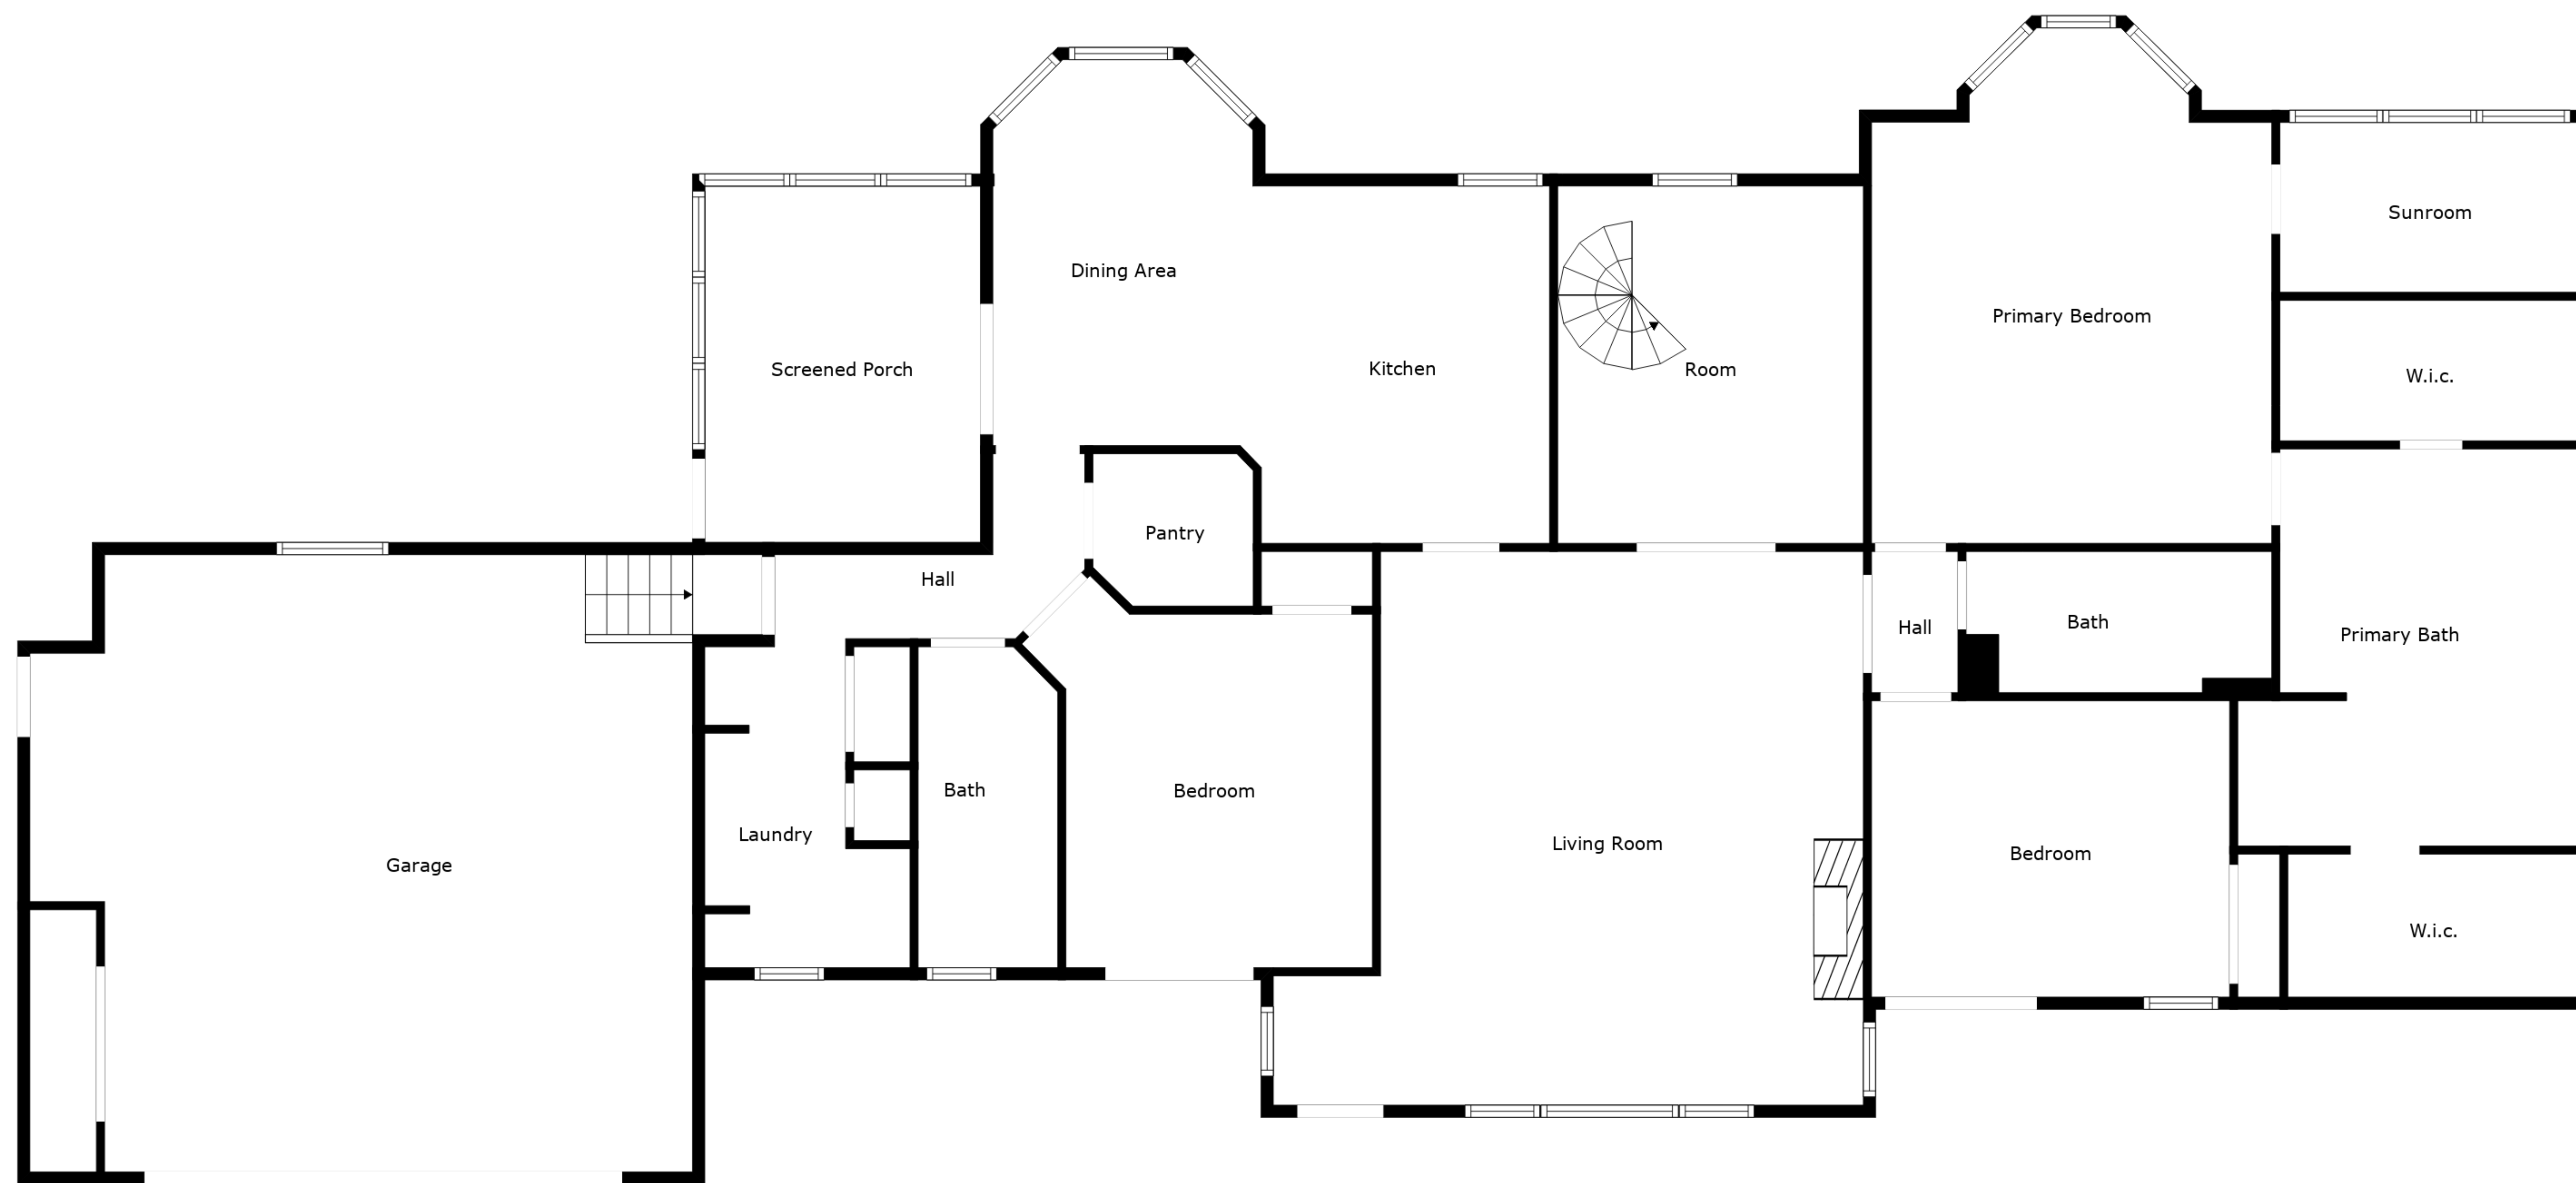 Sunroom
Dining Area
Primary Bedroom
Screened Porch
Kitchen
Room
W.i.c.
Pantry
Hall
Hall
Bath
Primary Bath
Bath
Bedroom
Laundry
Living Room
Bedroom
Garage
W.i.c.